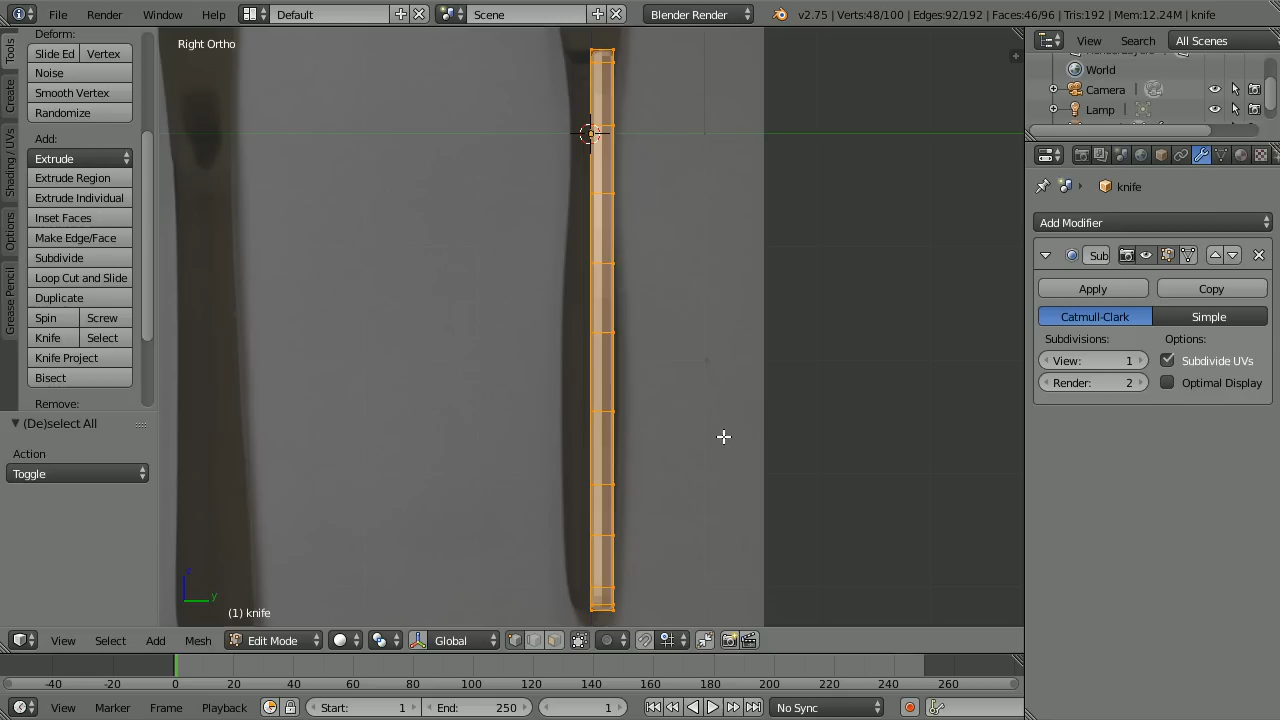 File Render Window Help Default Scene Blender Render v2.75 | Verts:48/100 | Edges:92/192 | Faces:46/96 | Tris:192 | Mem:12.24M | knife
Tools
Create
Shading / UVs
Options
Grease Pencil
Deform:
Slide Ed Vertex
Noise
Smooth Vertex
Randomize
Add:
Extrude
Extrude Region
Extrude Individual
Inset Faces
Make Edge/Face
Subdivide
Loop Cut and Slide
Duplicate
Spin Screw
Knife Select
Knife Project
Bisect
Remove:
(De)select All
Action
Toggle
Right Ortho
z
y
(1) knife
View Search All Scenes
World
Camera
Lamp
knife
Add Modifier
Sub
Apply Copy
Catmull-Clark Simple
Subdivisions: Options:
View: 1 Subdivide UVs
Render: 2 Optimal Display
View Select Add Mesh Edit Mode Global
-40 -20 0 20 40 60 80 100 120 140 160 180 200 220 240 260
View Marker Frame Playback Start: 1 End: 250 1 No Sync